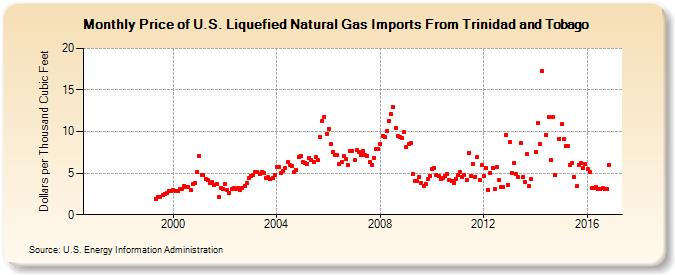 Monthly Price of U.S. Liquefied Natural Gas Imports From Trinidad and Tobago
Dollars per Thousand Cubic Feet
20
15
10
5
0
2000 2004 2008 2012 2016
Source: U.S. Energy Information Administration